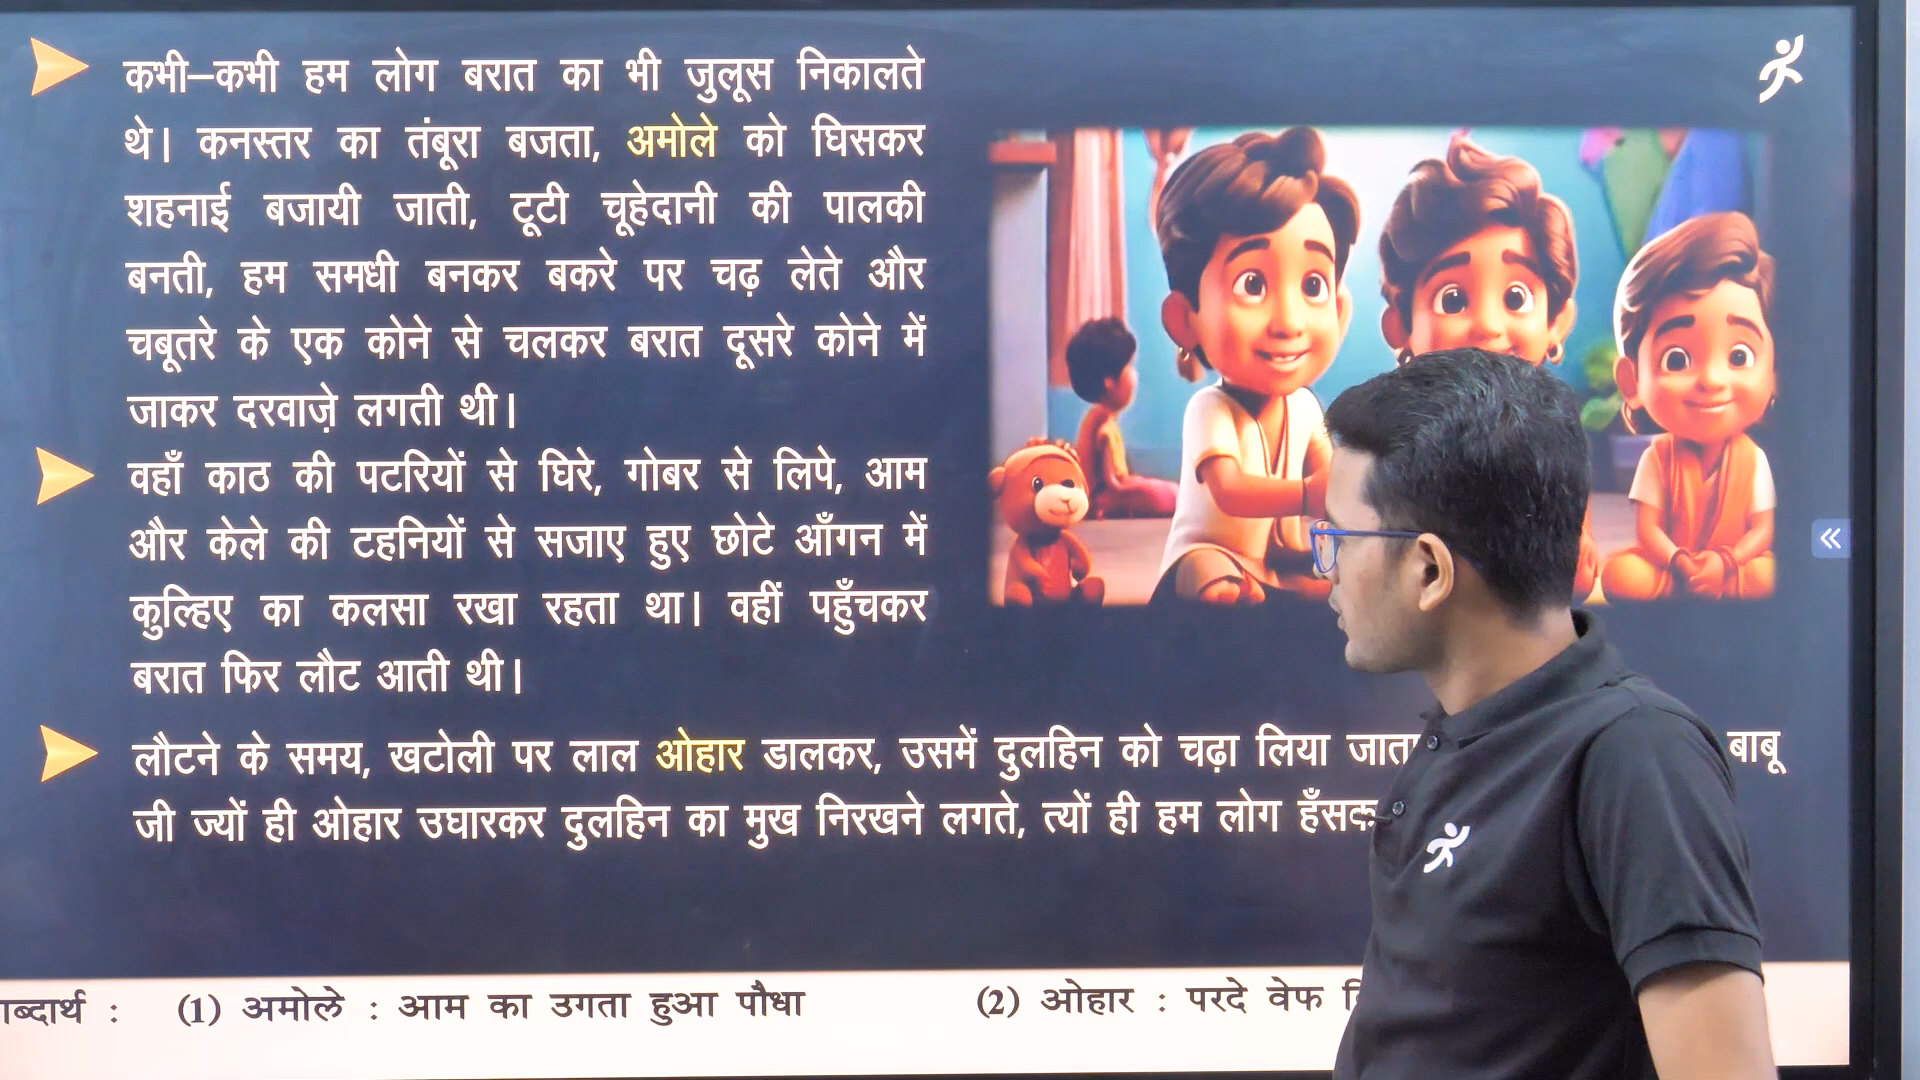 कभी–कभी हम लोग बरात का भी जुलूस निकालते
थे। कनस्तर का तंबूरा बजता, अमोले को घिसकर
शहनाई बजायी जाती, टूटी चूहेदानी की पालकी
बनती, हम समधी बनकर बकरे पर चढ़ लेते और
चबूतरे के एक कोने से चलकर बरात दूसरे कोने में
जाकर दरवाज़े लगती थी।
वहाँ काठ की पटरियों से घिरे, गोबर से लिपे, आम
और केले की टहनियों से सजाए हुए छोटे आँगन में
कुल्हिए का कलसा रखा रहता था। वहीं पहुँचकर
बरात फिर लौट आती थी।
लौटने के समय, खटोली पर लाल ओहार डालकर, उसमें दुलहिन को चढ़ा लिया जाता बाबू
जी ज्यों ही ओहार उघारकर दुलहिन का मुख निरखने लगते, त्यों ही हम लोग हँसक
ाब्दार्थ : (1) अमोले : आम का उगता हुआ पौधा (2) ओहार : परदे वेफ